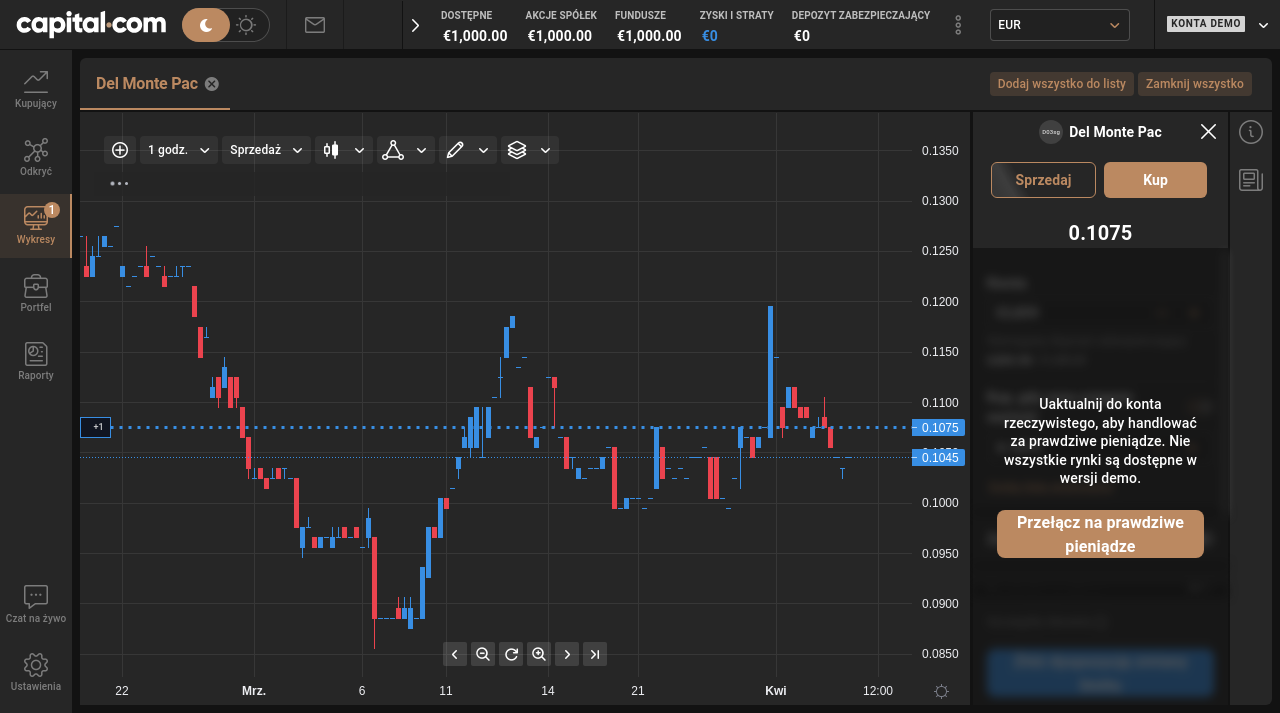 capital.com
DOSTĘPNE
€1,000.00
AKCJE SPÓŁEK
€1,000.00
FUNDUSZE
€1,000.00
ZYSKI I STRATY
€0
DEPOZYT ZABEZPIECZAJĄCY
€0
EUR
KONTO DEMO
Kupujący
Odkryć
1
Wykresy
Portfel
Raporty
Czat na żywo
Ustawienia
Del Monte Pac
Dodaj wszystko do listy
Zamknij wszystko
1 godz.
Sprzedaż
0.1350
0.1300
0.1250
0.1200
0.1150
0.1100
0.1075
0.1045
0.1000
0.0950
0.0900
0.0850
+1
22
Mrz.
6
11
14
21
Kwi
12:00
D03sg
Del Monte Pac
Sprzedaj
Kup
0.1075
Uaktualnij do konta
rzeczywistego, aby handlować
za prawdziwe pieniądze. Nie
wszystkie rynki są dostępne w
wersji demo.
Przełącz na prawdziwe
pieniądze